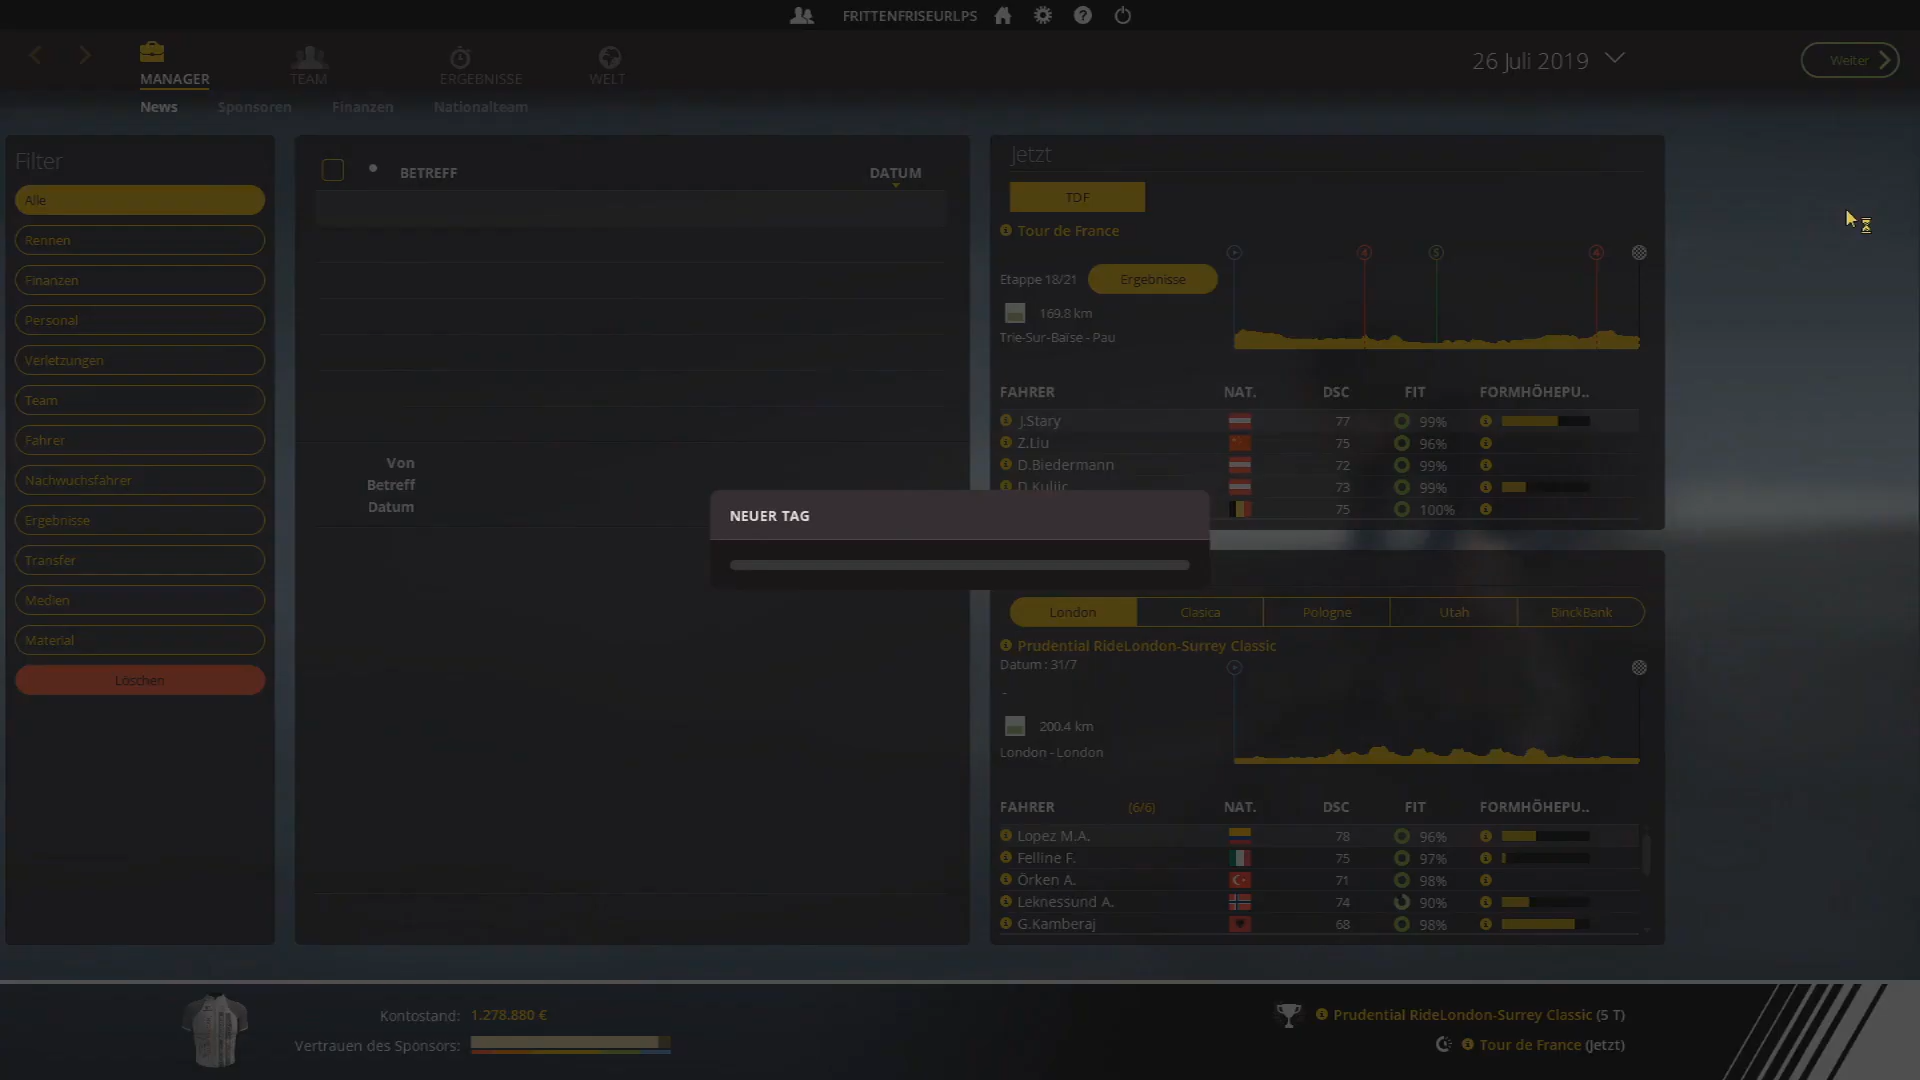 FRITTENFRISEURLPS
MANAGER
TEAM
ERGEBNISSE
WELT
26 Juli 2019
Weiter
News
Sponsoren
Finanzen
Nationalteam
Filter
Alle
Rennen
Finanzen
Personal
Verletzungen
Team
Fahrer
Nachwuchsfahrer
Ergebnisse
Transfer
Medien
Material
Löschen
BETREFF
DATUM
Von
Betreff
Datum
NEUER TAG
Jetzt
TDF
Tour de France
Etappe 18/21
Ergebnisse
169.8 km
Trie-Sur-Baïse - Pau
4
S
4
FAHRER NAT. DSC FIT FORMHÖHEPU..
J.Stary 77 99%
Z.Liu 75 96%
D.Biedermann 72 99%
D.Kuljic 73 99%
75 100%
London
Clasica
Pologne
Utah
BinckBank
Prudential RideLondon-Surrey Classic
Datum : 31/7
-
200.4 km
London - London
FAHRER (6/6) NAT. DSC FIT FORMHÖHEPU..
Lopez M.A. 78 96%
Felline F. 75 97%
Örken A. 71 98%
Leknessund A. 74 90%
G.Kamberaj 68 98%
Kontostand: 1.278.880 €
Vertrauen des Sponsors:
Prudential RideLondon-Surrey Classic (5 T)
Tour de France (Jetzt)